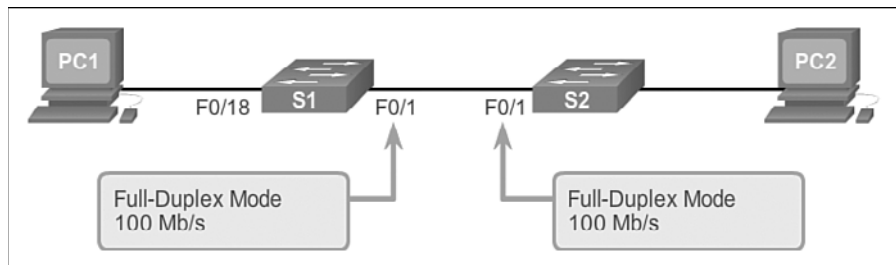 PC1
S1
S2
PC2
F0/18
F0/1
F0/1
Full-Duplex Mode
100 Mb/s
Full-Duplex Mode
100 Mb/s